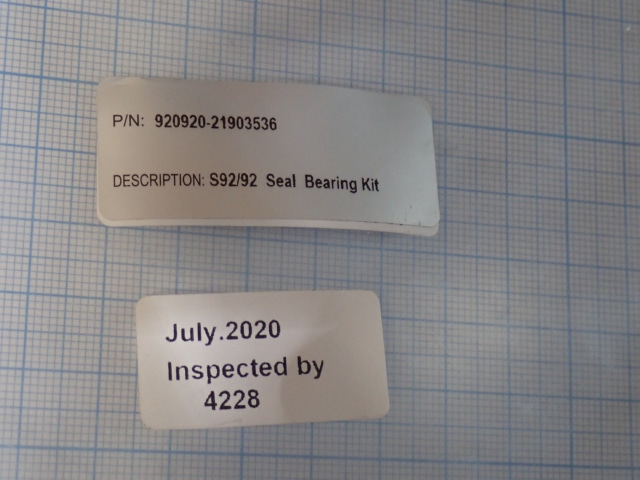 P/N: 920920-21903536
DESCRIPTION: S92/92 Seal Bearing Kit
July.2020
Inspected by
4228